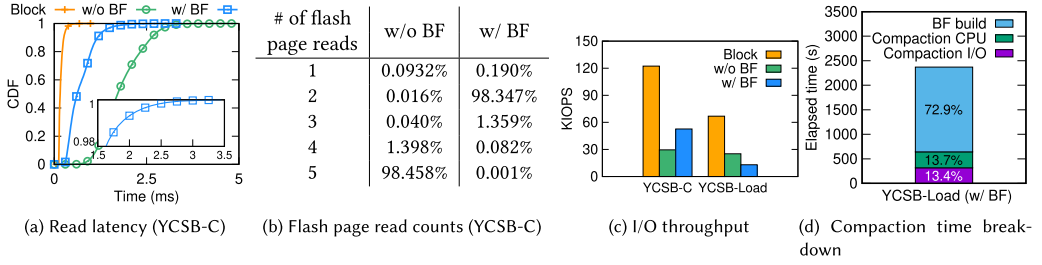 Block w/o BF w/ BF
CDF
1
0.8
0.6
0.4
0.2
0
1
0.98
1.5 2 2.5 3 3.5
0 2.5 5
Time (ms)
(a) Read latency (YCSB-C)
# of flash page reads w/o BF w/ BF
1 0.0932% 0.190%
2 0.016% 98.347%
3 0.040% 1.359%
4 1.398% 0.082%
5 98.458% 0.001%
(b) Flash page read counts (YCSB-C)
KIOPS
150
120
90
60
30
0
Block
w/o BF
w/ BF
YCSB-C YCSB-Load
(c) I/O throughput
Elapsed time (s)
3500
3000
2500
2000
1500
1000
500
0
BF build
Compaction CPU
Compaction I/O
72.9%
13.7%
13.4%
YCSB-Load (w/ BF)
(d) Compaction time break-
down